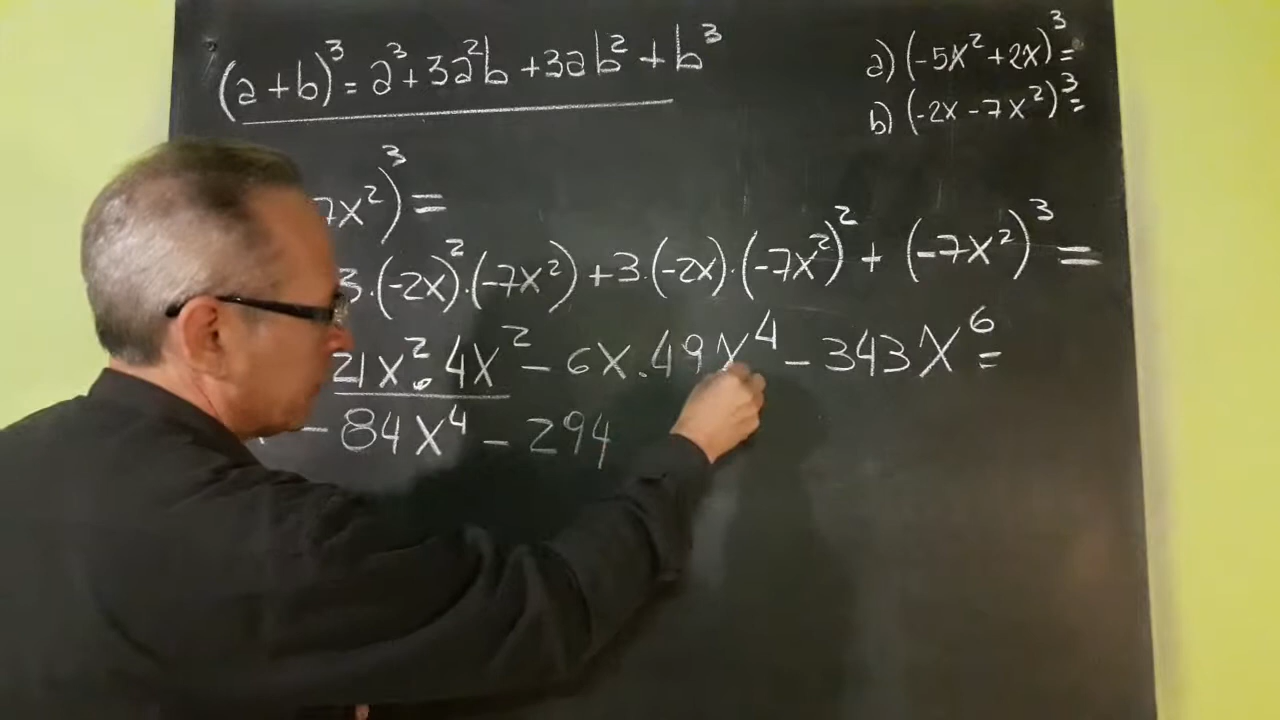 (a+b)³ = a³ + 3a²b + 3ab² + b³
a) (-5x² + 2x)³ =
b) (-2x - 7x²)³ =
7x²)³ =
3·(-2x)²·(-7x²) + 3·(-2x)·(-7x²)² + (-7x²)³ =
21x²·4x² - 6x·49x⁴ - 343x⁶ =
- 84x⁴ - 294